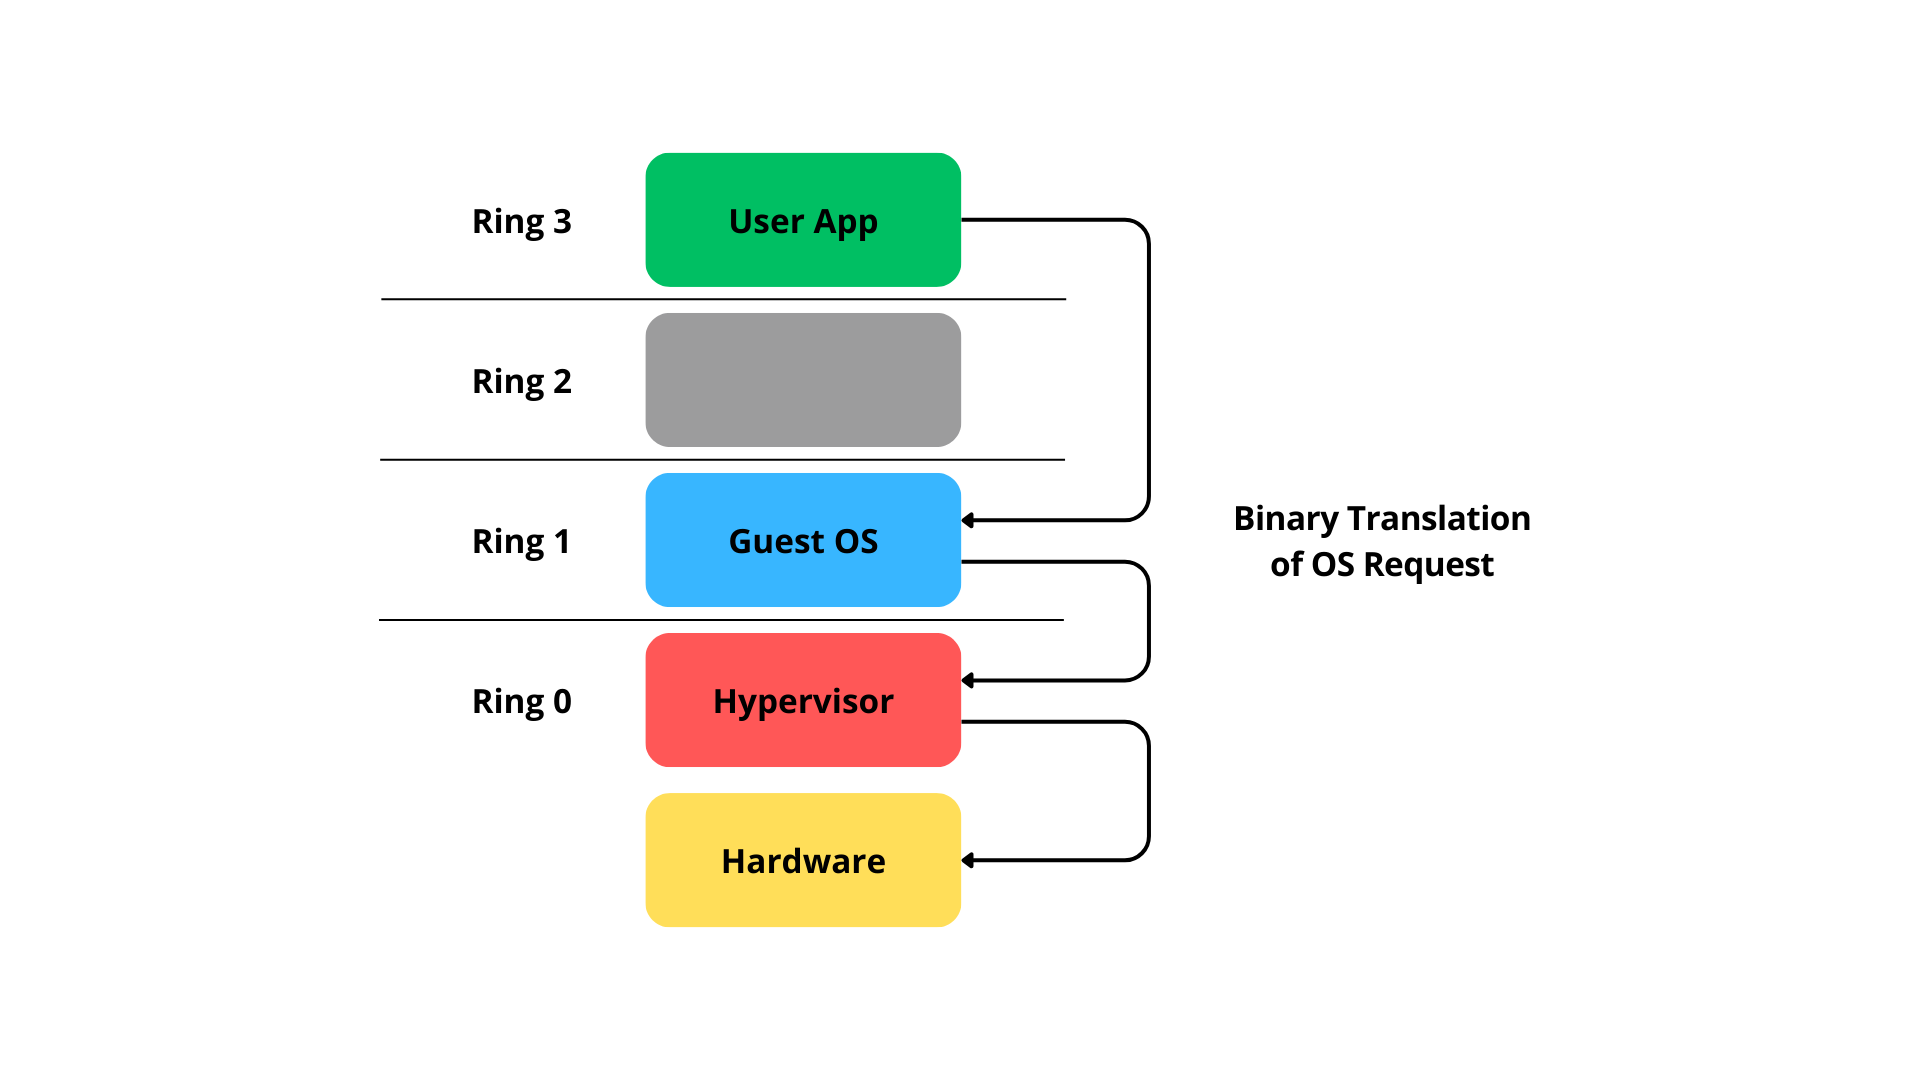 Ring 3
User App
Ring 2
Ring 1
Guest OS
Binary Translation
of OS Request
Ring 0
Hypervisor
Hardware